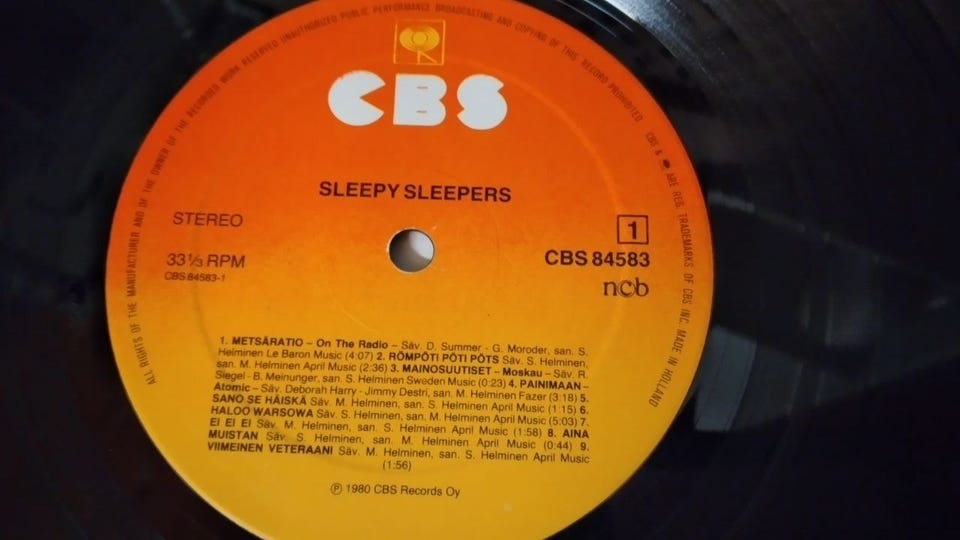 ALL RIGHTS OF THE MANUFACTURER AND OF THE OWNER OF THE RECORDED WORK RESERVED UNAUTHORIZED PUBLIC PERFORMANCE BROADCASTING AND COPYING OF THIS RECORD PROHIBITED CBS & ARE REG. TRADEMARKS OF CBS INC. MADE IN HOLLAND
CBS
SLEEPY SLEEPERS
STEREO
1
33⅓ RPM
CBS 84583
CBS 84583-1
ncb
1. METSÄRATIO – On The Radio – Säv. D, Summer - G. Moroder, san. S.
Helminen Le Baron Music (4:07) 2. RÖMPÖTI PÖTI PÖTS Säv. S. Helminen,
san. M. Helminen April Music (2:36) 3. MAINOSUUTISET – Moskau – Säv. R.
Siegel - B. Meinunger, san. S. Helminen Sweden Music (0:23) 4. PAINIMAAN –
Atomic – Säv. Deborah Harry - Jimmy Destri, san. M. Helminen Fazer (3:18) 5.
SANO SE HÄISKÄ Säv. M. Helminen, san. S. Helminen April Music (1:15) 6.
HALOO WARSOWA Säv. S. Helminen, san. M. Helminen April Music (5:03) 7.
EI EI EI Säv. M. Helminen, san. S. Helminen April Music (1:58) 8. AINA
MUISTAN Säv. S. Helminen, san. M. Helminen April Music (0:44) 9.
VIIMEINEN VETERAANI Säv. M. Helminen, san. S. Helminen April Music
(1:56)
℗ 1980 CBS Records Oy